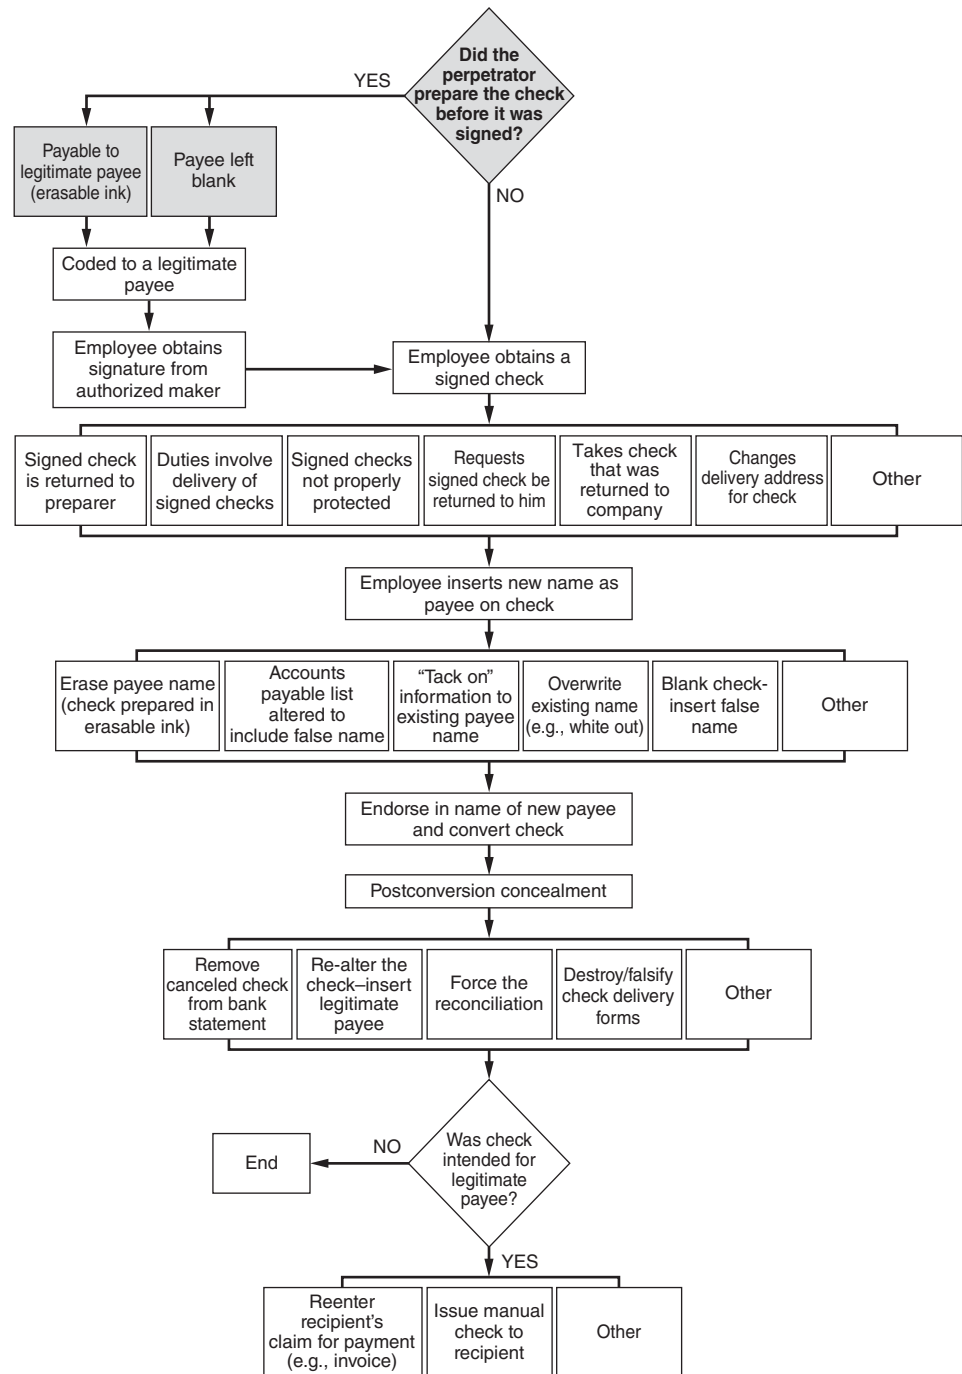 Did the
perpetrator
prepare the check
before it was
signed?
YES
NO
Payable to
legitimate payee
(erasable ink)
Payee left
blank
Coded to a legitimate
payee
Employee obtains
signature from
authorized maker
Employee obtains a
signed check
Signed check
is returned to
preparer
Duties involve
delivery of
signed checks
Signed checks
not properly
protected
Requests
signed check be
returned to him
Takes check
that was
returned to
company
Changes
delivery address
for check
Other
Employee inserts new name as
payee on check
Erase payee name
(check prepared in
erasable ink)
Accounts
payable list
altered to
include false name
“Tack on”
information to
existing payee
name
Overwrite
existing name
(e.g., white out)
Blank check-
insert false
name
Other
Endorse in name of new payee
and convert check
Postconversion concealment
Remove
canceled check
from bank
statement
Re-alter the
check–insert
legitimate
payee
Force the
reconciliation
Destroy/falsify
check delivery
forms
Other
Was check
intended for
legitimate
payee?
NO
End
YES
Reenter
recipient’s
claim for payment
(e.g., invoice)
Issue manual
check to
recipient
Other